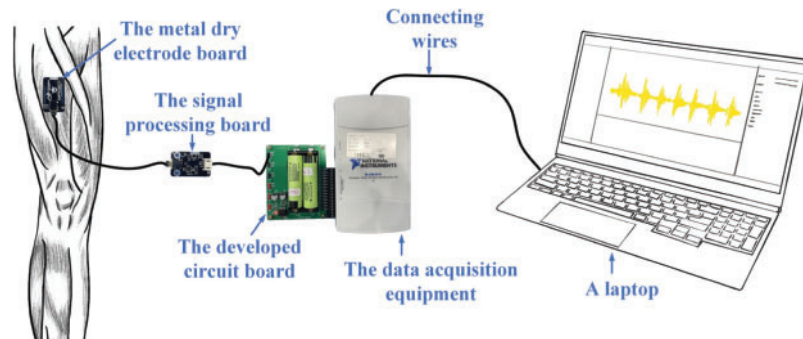 The metal dry
electrode board
The signal
processing board
The developed
circuit board
Connecting
wires
NATIONAL
INSTRUMENTS
The data acquisition
equipment
A laptop